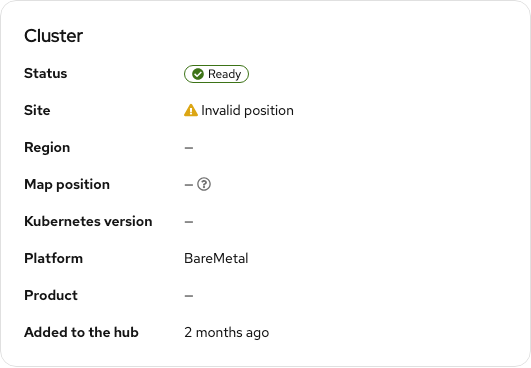 Cluster
Status Ready
Site Invalid position
Region –
Map position –
Kubernetes version –
Platform BareMetal
Product –
Added to the hub 2 months ago